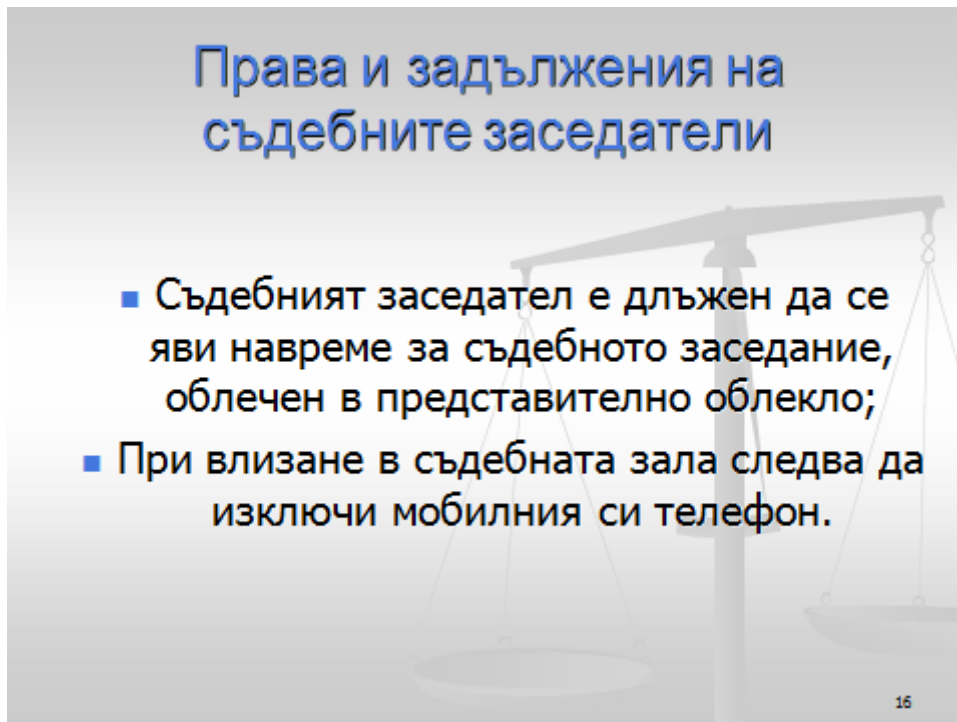 Права и задължения на
съдебните заседатели
Съдебният заседател е длъжен да се
яви навреме за съдебното заседание,
облечен в представително облекло;
При влизане в съдебната зала следва да
изключи мобилния си телефон.
16